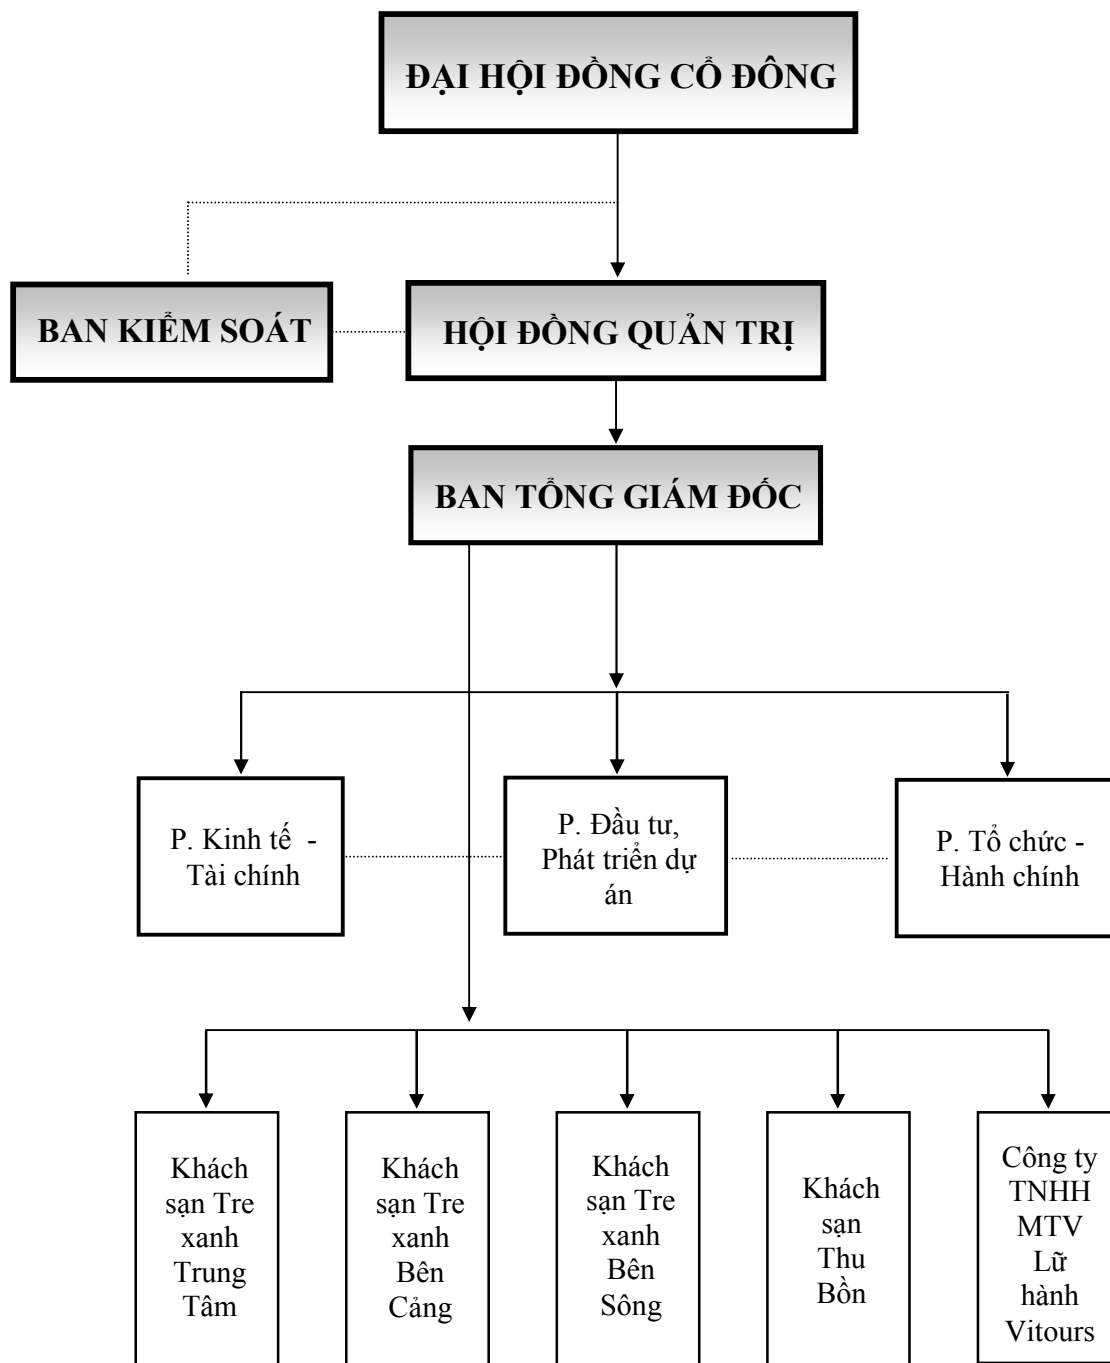 ĐẠI HỘI ĐỒNG CỔ ĐÔNG
BAN KIỂM SOÁT
HỘI ĐỒNG QUẢN TRỊ
BAN TỔNG GIÁM ĐỐC
P. Kinh tế -
Tài chính
P. Đầu tư,
Phát triển dự
án
P. Tổ chức -
Hành chính
Khách
sạn Tre
xanh
Trung
Tâm
Khách
sạn Tre
xanh
Bên
Cảng
Khách
sạn Tre
xanh
Bên
Sông
Khách
sạn
Thu
Bồn
Công ty
TNHH
MTV
Lữ
hành
Vitours